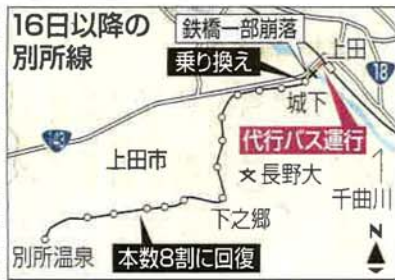 16日以降の
別所線
鉄橋一部崩落
上田
乗り換え
18
城下
143
代行バス運行
上田市
長野大
千曲川
下之郷
別所温泉
本数8割に回復
N